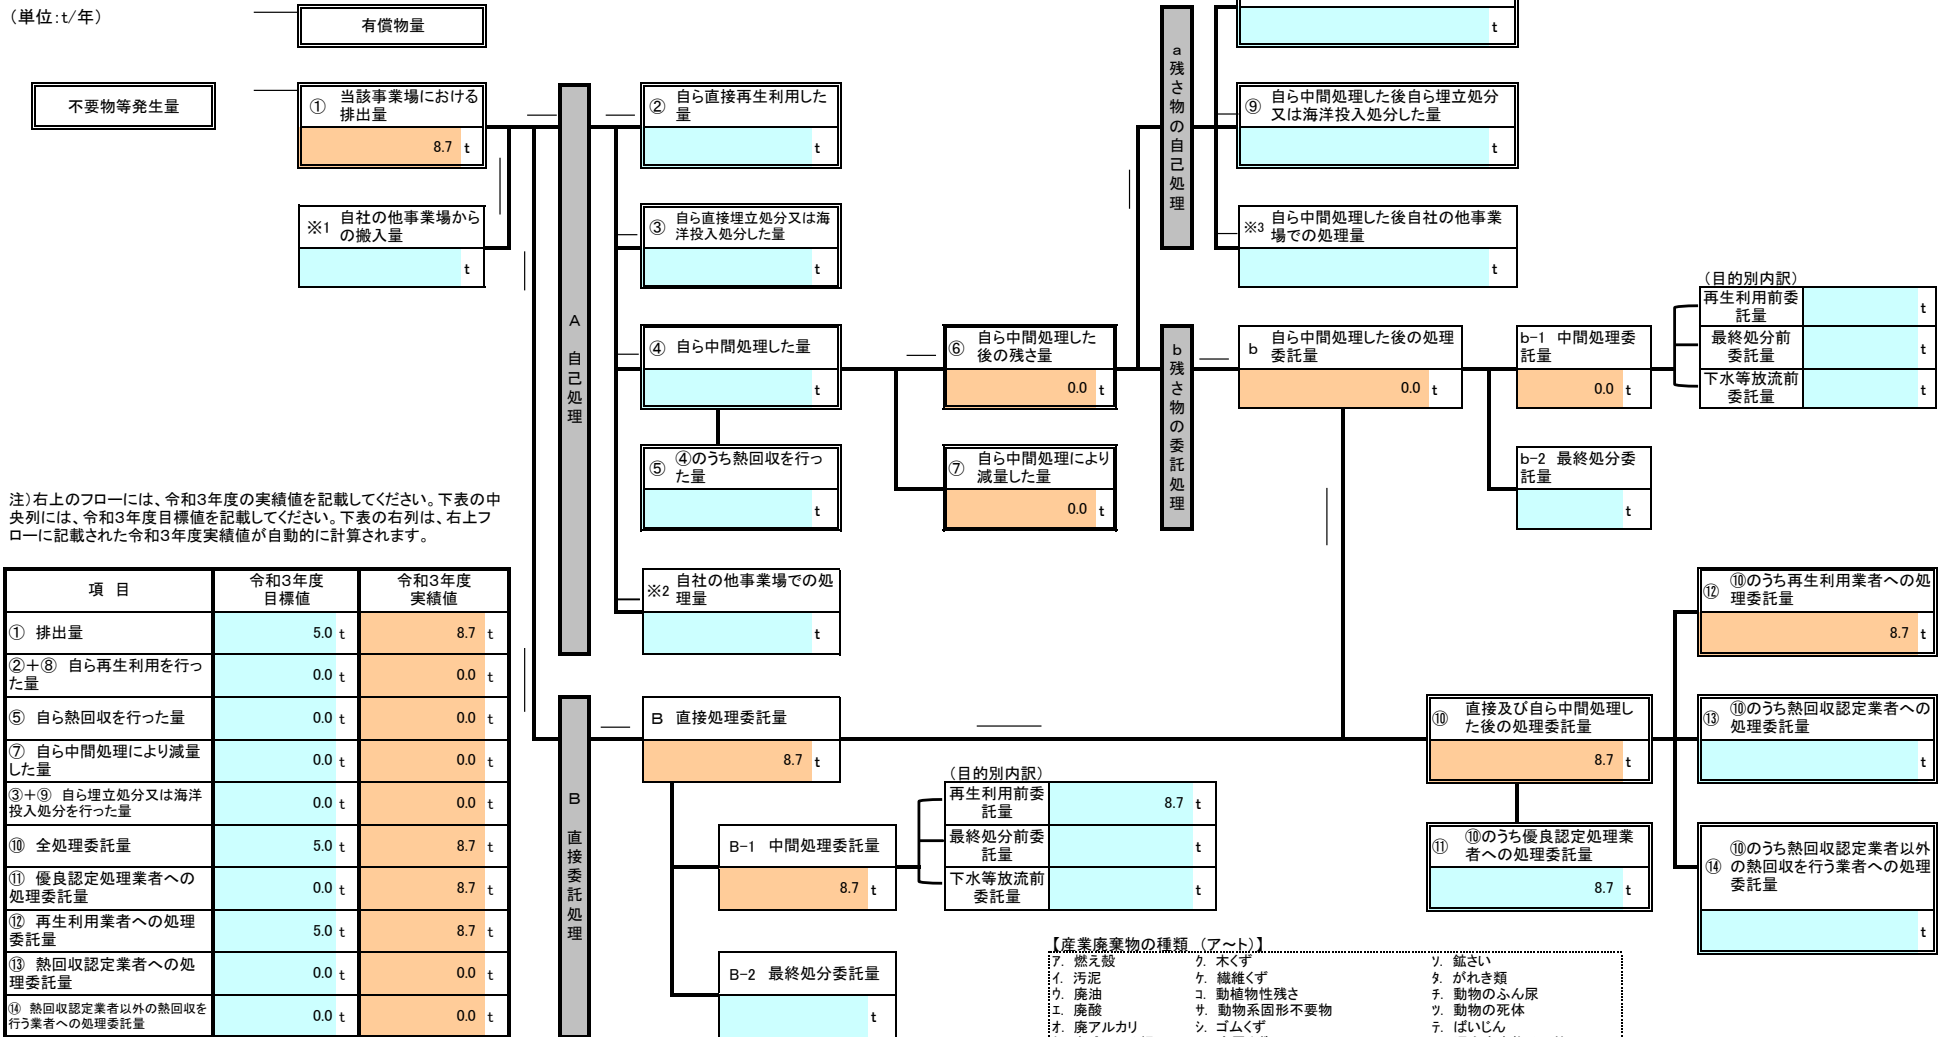 (単位:t/年)
有償物量
t
不要物等発生量
① 当該事業場における
排出量
8.7 t
※1 自社の他事業場から
の搬入量
t
A 自己処理
② 自ら直接再生利用した
量
t
③ 自ら直接埋立処分又は海
洋投入処分した量
t
④ 自ら中間処理した量
t
⑤ ④のうち熱回収を行っ
た量
t
※2 自社の他事業場での処
理量
t
⑥ 自ら中間処理した
後の残さ量
0.0 t
⑦ 自ら中間処理により
減量した量
0.0 t
a 残さ物の自己処理
⑨ 自ら中間処理した後自ら埋立処分
又は海洋投入処分した量
t
※3 自ら中間処理した後自社の他事業
場での処理量
t
b 残さ物の委託処理
b 自ら中間処理した後の処理
委託量
0.0 t
b-1 中間処理委
託量
0.0 t
b-2 最終処分委
託量
t
(目的別内訳)
再生利用前委
託量 t
最終処分前
委託量 t
下水等放流前
委託量 t
注)右上のフローには、令和3年度の実績値を記載してください。下表の中
央列には、令和3年度目標値を記載してください。下表の右列は、右上フ
ローに記載された令和3年度実績値が自動的に計算されます。
項 目 令和3年度
目標値 令和3年度
実績値
① 排出量 5.0 t 8.7 t
②+⑧ 自ら再生利用を行っ
た量 0.0 t 0.0 t
⑤ 自ら熱回収を行った量 0.0 t 0.0 t
⑦ 自ら中間処理により減量
した量 0.0 t 0.0 t
③+⑨ 自ら埋立処分又は海洋
投入処分を行った量 0.0 t 0.0 t
⑩ 全処理委託量 5.0 t 8.7 t
⑪ 優良認定処理業者への
処理委託量 0.0 t 8.7 t
⑫ 再生利用業者への処理
委託量 5.0 t 8.7 t
⑬ 熱回収認定業者への処
理委託量 0.0 t 0.0 t
⑭ 熱回収認定業者以外の熱回収を
行う業者への処理委託量 0.0 t 0.0 t
B 直接委託処理
B 直接処理委託量
8.7 t
B-1 中間処理委託量
8.7 t
B-2 最終処分委託量
t
(目的別内訳)
再生利用前委
託量 8.7 t
最終処分前委
託量 t
下水等放流前
委託量 t
⑩ 直接及び自ら中間処理し
た後の処理委託量
8.7 t
⑪ ⑩のうち優良認定処理業
者への処理委託量
8.7 t
⑫ ⑩のうち再生利用業者への処
理委託量
8.7 t
⑬ ⑩のうち熱回収認定業者への
処理委託量
t
⑭ ⑩のうち熱回収認定業者以外
の熱回収を行う業者への処理
委託量
t
【産業廃棄物の種類 (ア~ト)】
ア. 燃え殻 ク. 木くず ソ. 鉱さい
イ. 汚泥 ケ. 繊維くず タ. がれき類
ウ. 廃油 コ. 動植物性残さ チ. 動物のふん尿
エ. 廃酸 サ. 動物系固形不要物 ツ. 動物の死体
オ. 廃アルカリ シ. ゴムくず テ. ばいじん